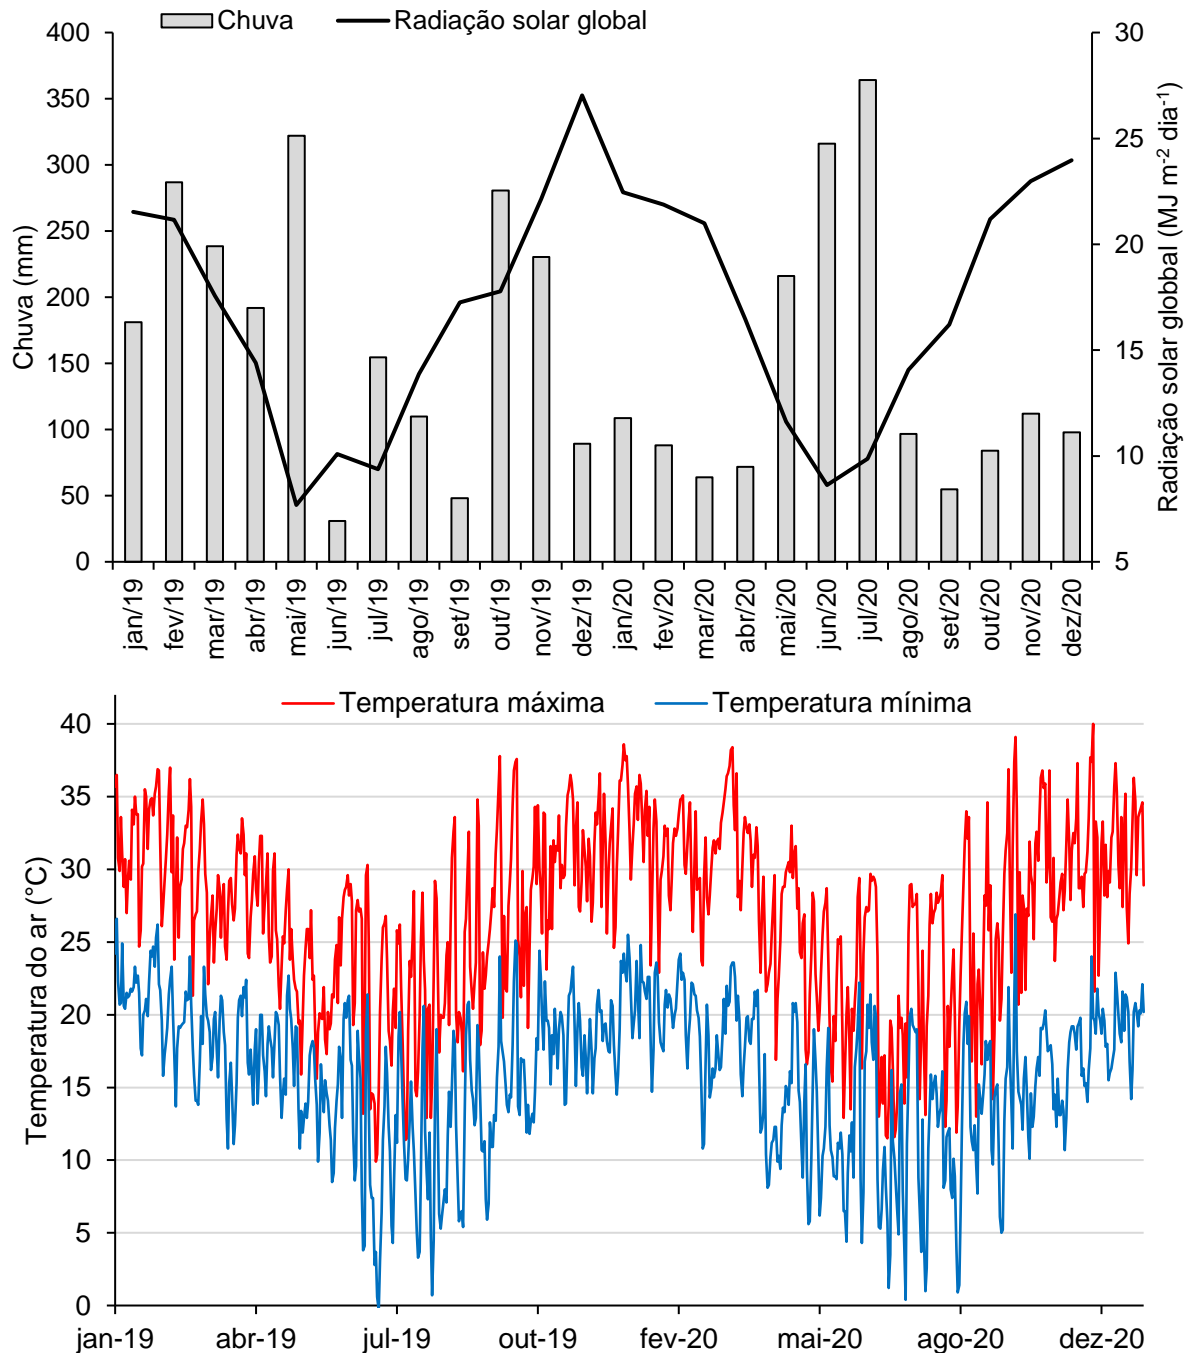 Chuva Radiação solar global
400 350 300 250 200 150 100 50 0
Chuva (mm)
30 25 20 15 10 5
Radiação solar globbal (MJ m-2 dia-1)
jan/19 fev/19 mar/19 abr/19 mai/19 jun/19 jul/19 ago/19 set/19 out/19 nov/19 dez/19 jan/20 fev/20 mar/20 abr/20 mai/20 jun/20 jul/20 ago/20 set/20 out/20 nov/20 dez/20
Temperatura máxima Temperatura mínima
40 35 30 25 20 15 10 5 0
Temperatura do ar (°C)
jan-19 abr-19 jul-19 out-19 fev-20 mai-20 ago-20 dez-20